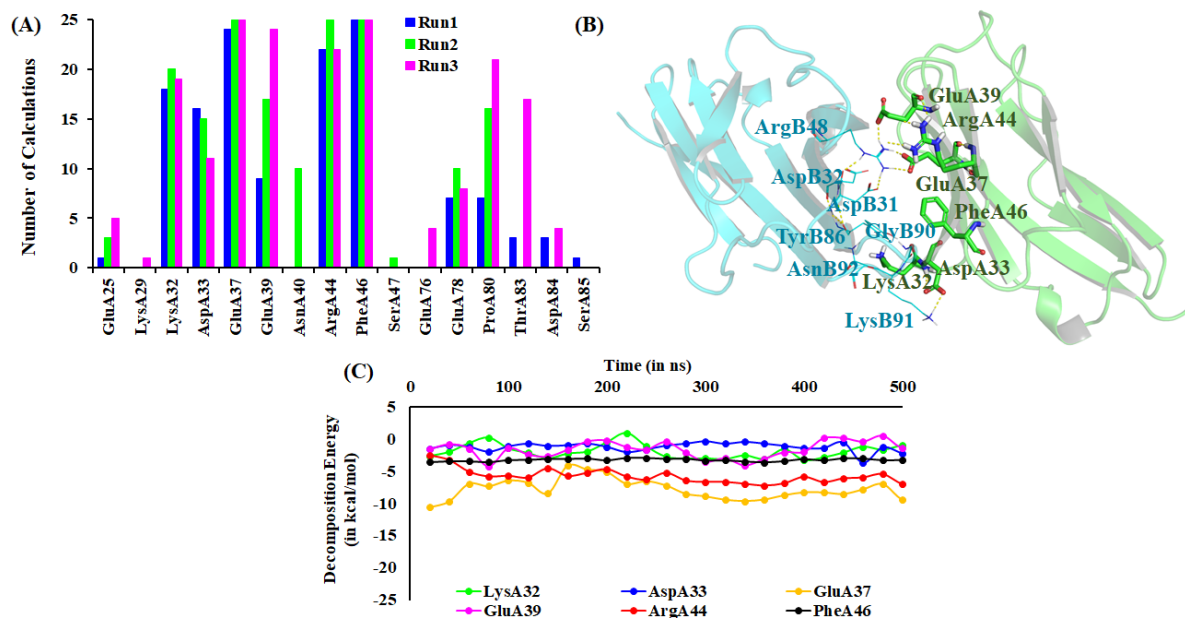 (A)
Number of Calculations
25
20
15
10
5
0
Run1
Run2
Run3
GluA25
LysA29
LysA32
AspA33
GluA37
GluA39
AsnA40
ArgA44
PheA46
SerA47
GluA76
GluA78
ProA80
ThrA83
AspA84
SerA85
(B)
GluA39
ArgA44
ArgB48
AspB32
GluA37
AspB31
PheA46
TyrB86
GlyB90
AsnB92
AspA33
LysA32
LysB91
(C)
Time (in ns)
0 100 200 300 400 500
Decomposition Energy
(in kcal/mol)
5
0
-5
-10
-15
-20
-25
LysA32 AspA33 GluA37
GluA39 ArgA44 PheA46